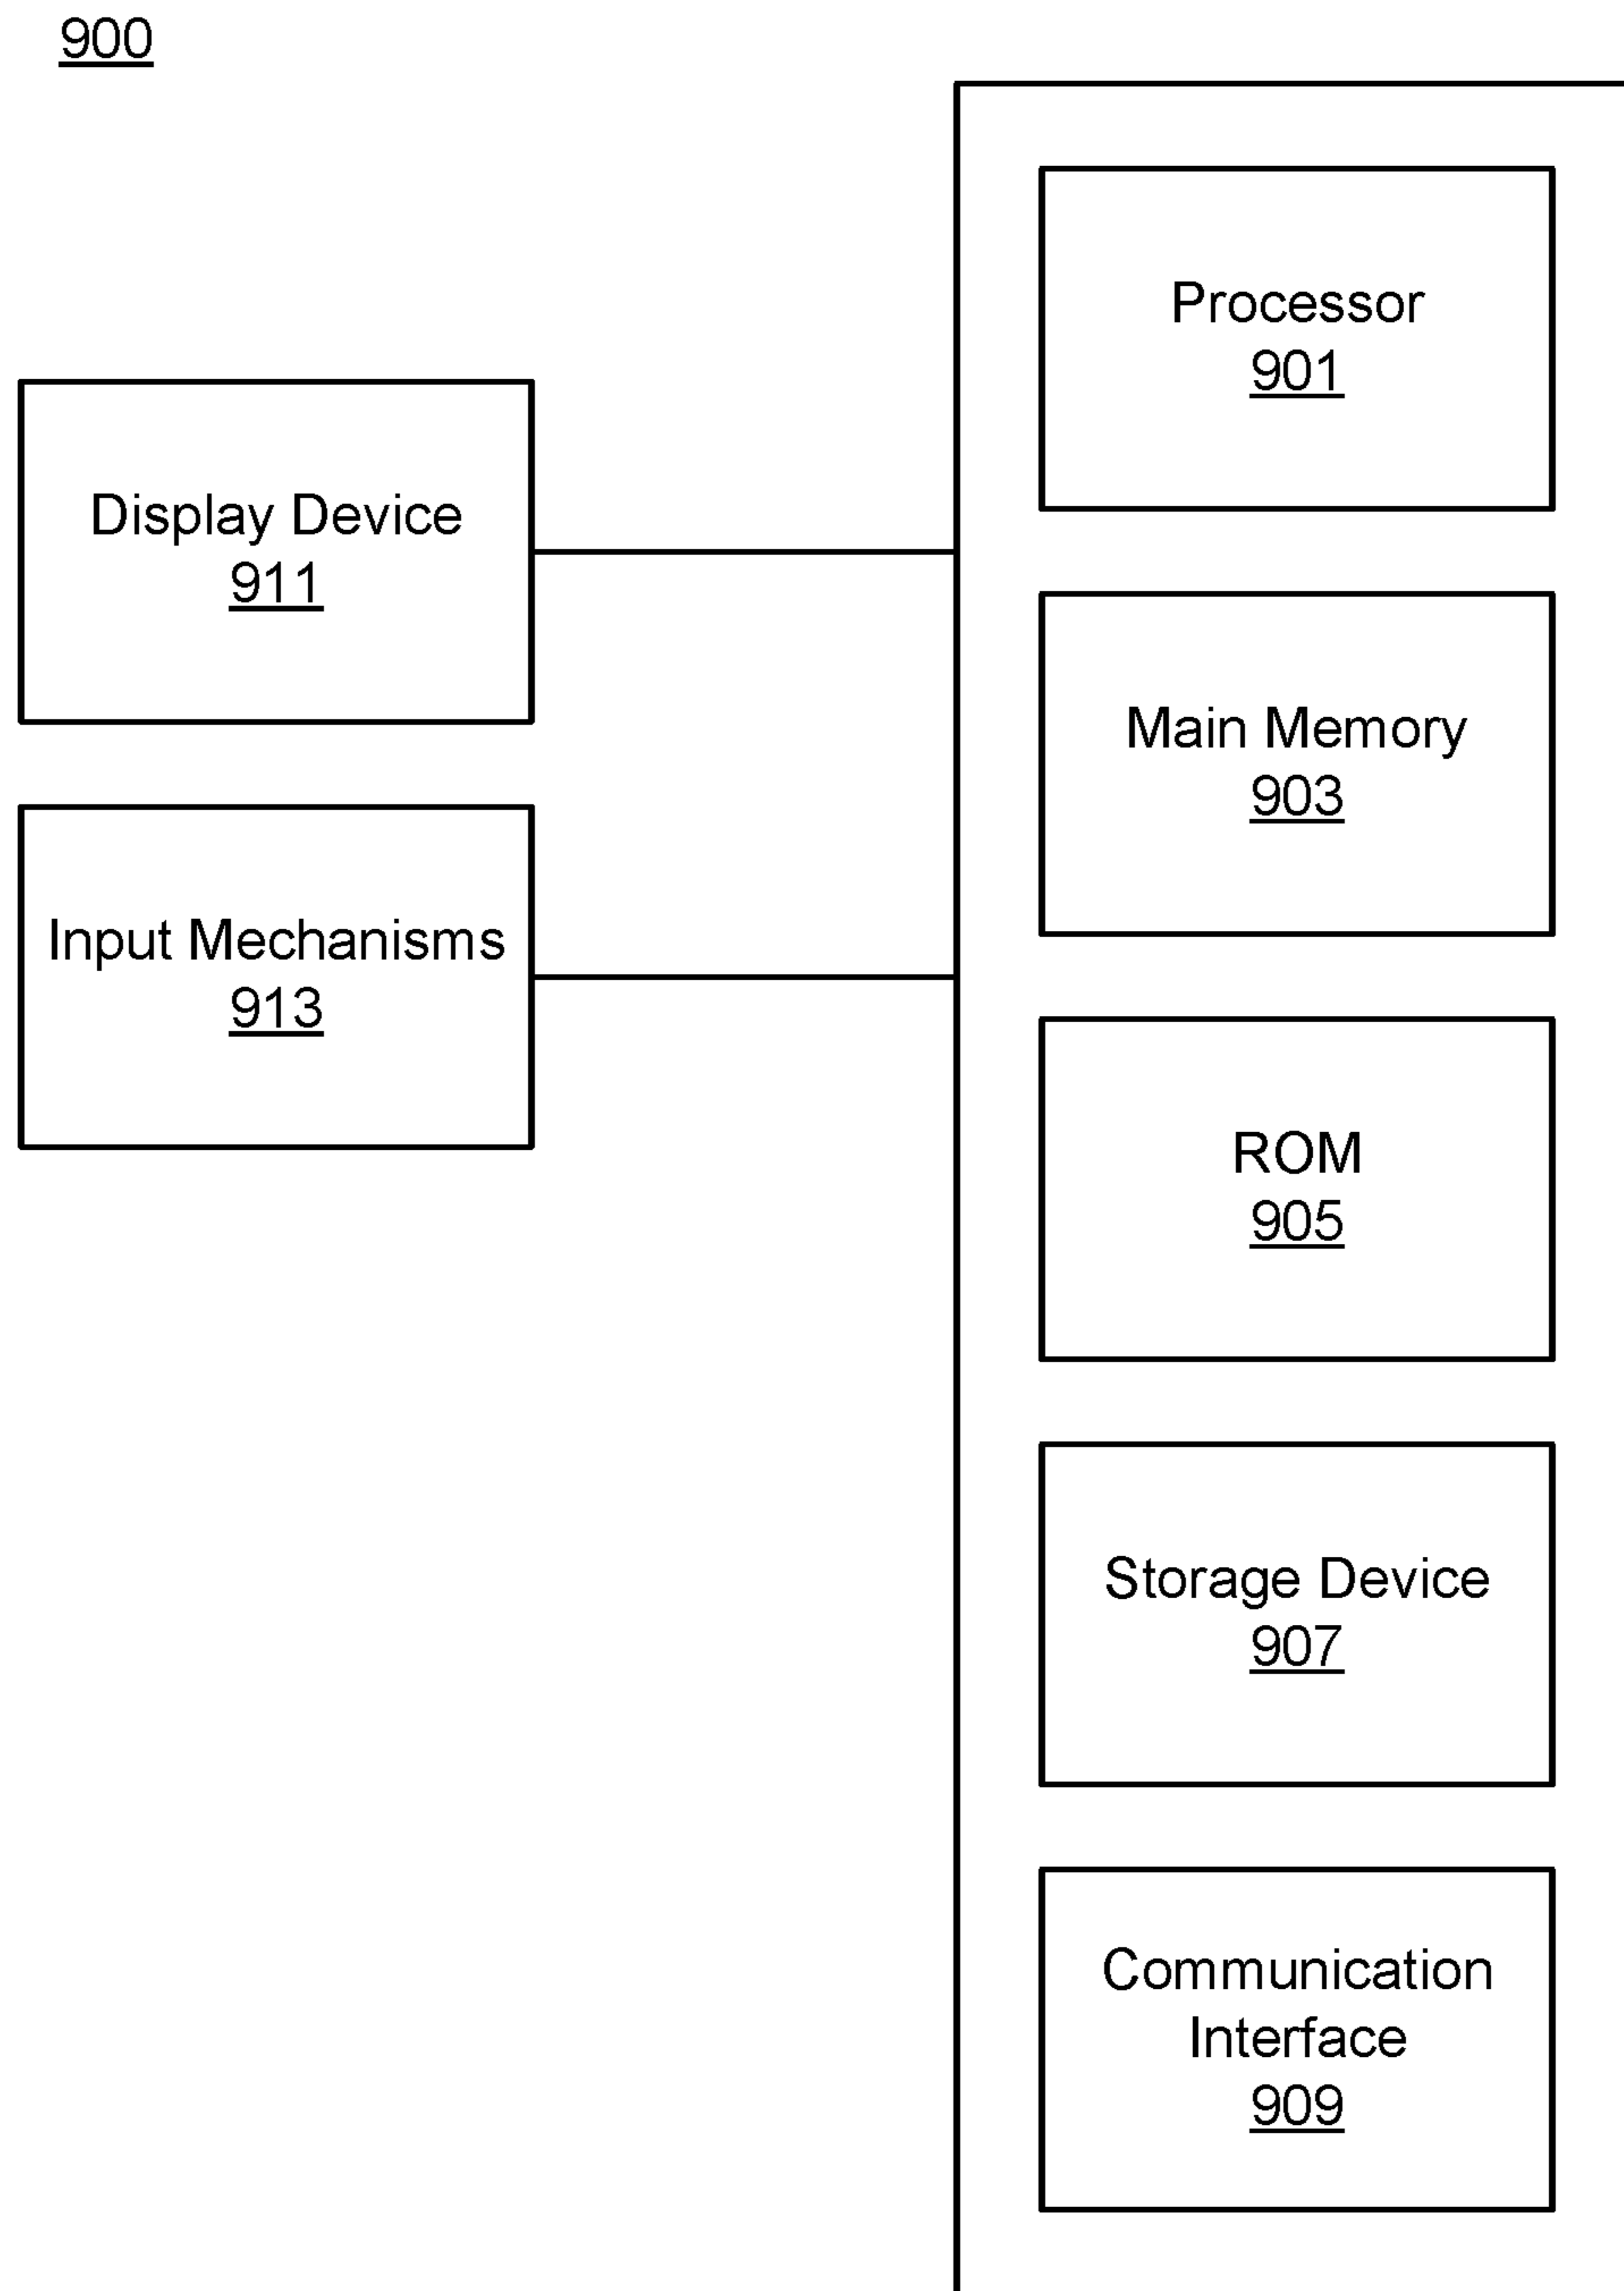 900
Processor
901
Display Device
911
Main Memory
903
Input Mechanisms
913
ROM
905
Storage Device
907
Communication
Interface
909